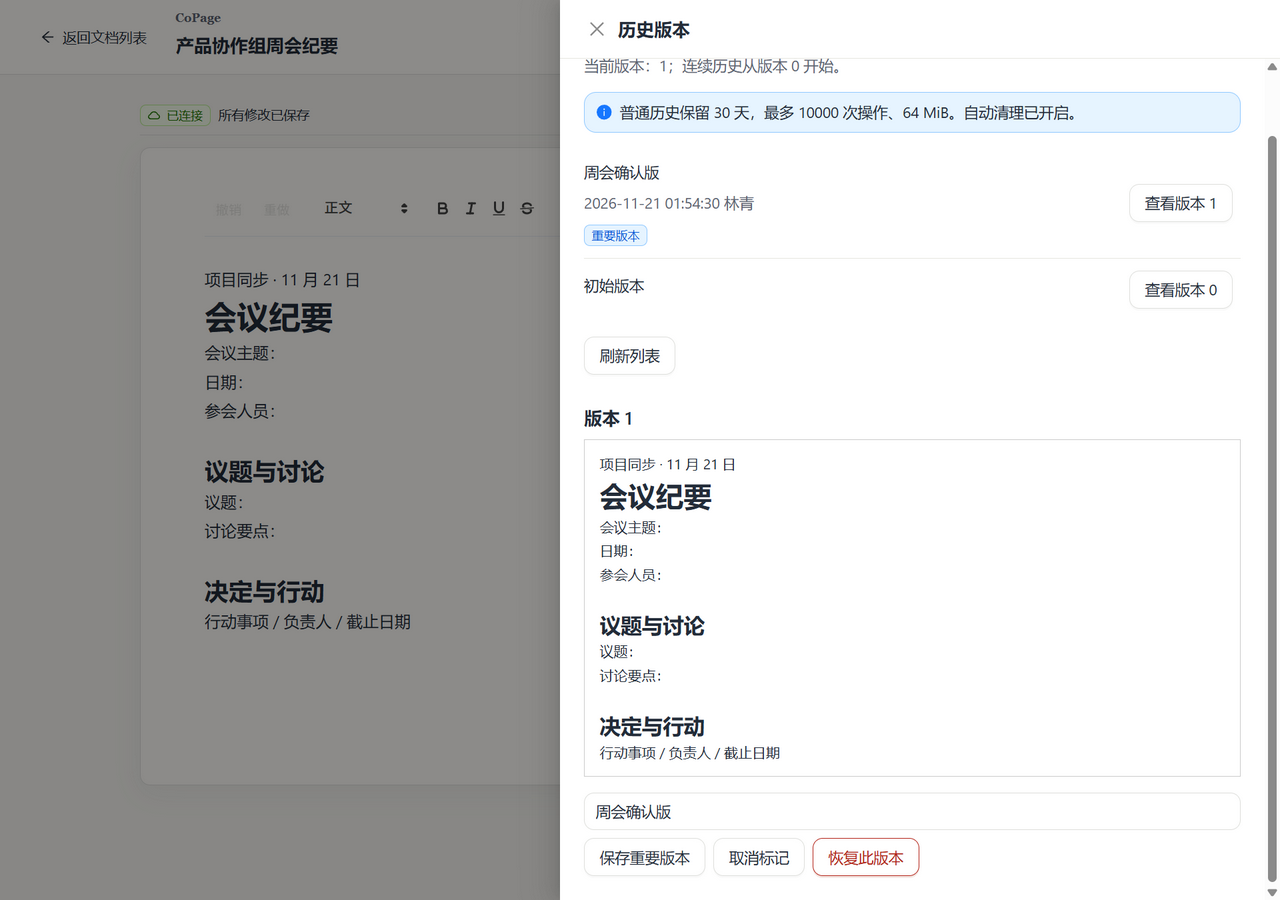 CoPage
返回文档列表
产品协作组周会纪要
已连接
所有修改已保存
撤销 重做 正文 B I U S
项目同步 · 11 月 21 日
会议纪要
会议主题：
日期：
参会人员：
议题与讨论
议题：
讨论要点：
决定与行动
行动事项 / 负责人 / 截止日期
历史版本
当前版本：1；连续历史从版本 0 开始。
普通历史保留 30 天，最多 10000 次操作、64 MiB。自动清理已开启。
周会确认版
2026-11-21 01:54:30 林青
重要版本
查看版本 1
初始版本
查看版本 0
刷新列表
版本 1
项目同步 · 11 月 21 日
会议纪要
会议主题：
日期：
参会人员：
议题与讨论
议题：
讨论要点：
决定与行动
行动事项 / 负责人 / 截止日期
周会确认版
保存重要版本
取消标记
恢复此版本